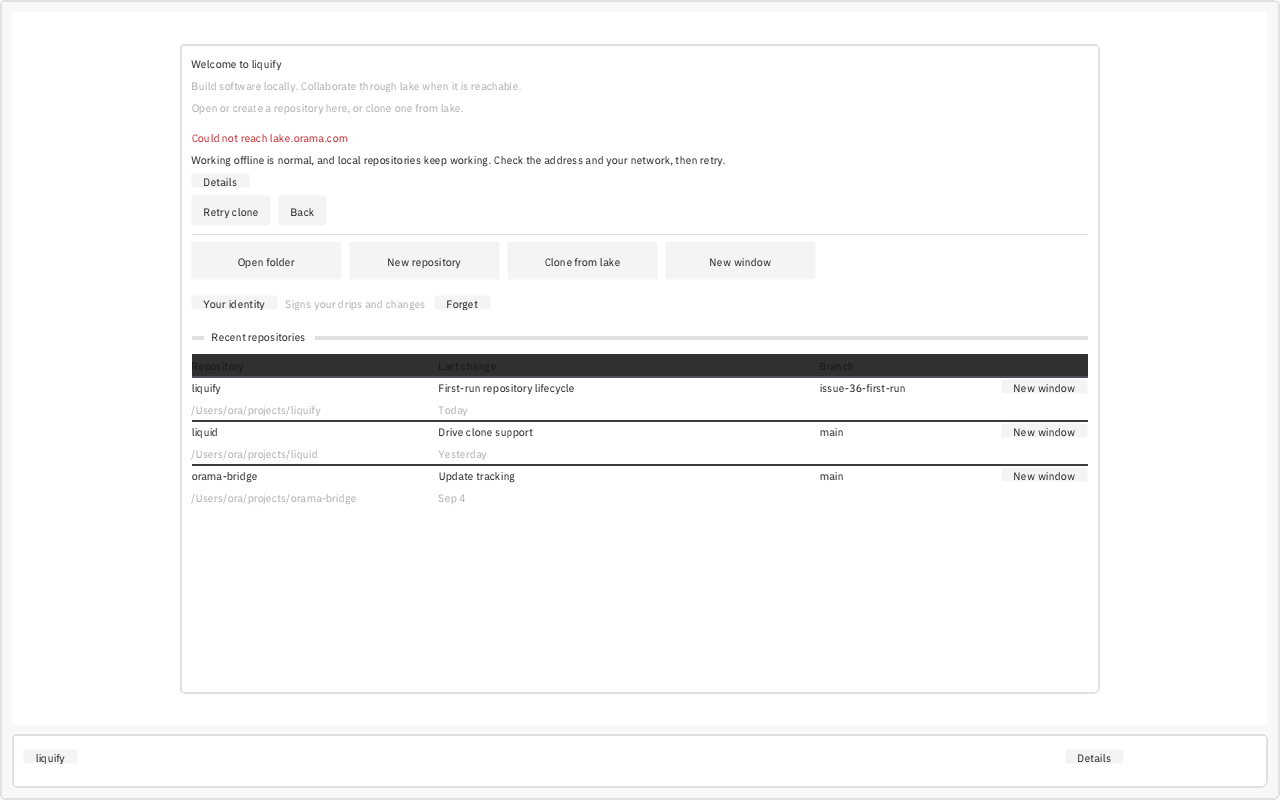 Welcome to liquify
Build software locally. Collaborate through lake when it is reachable.
Open or create a repository here, or clone one from lake.
Could not reach lake.orama.com
Working offline is normal, and local repositories keep working. Check the address and your network, then retry.
Details
Retry clone Back
Open folder New repository Clone from lake New window
Your identity Signs your drips and changes Forget
Recent repositories
Repository Last change Branch
liquify First-run repository lifecycle issue-36-first-run New window
/Users/ora/projects/liquify Today
liquid Drive clone support main New window
/Users/ora/projects/liquid Yesterday
orama-bridge Update tracking main New window
/Users/ora/projects/orama-bridge Sep 4
liquify Details